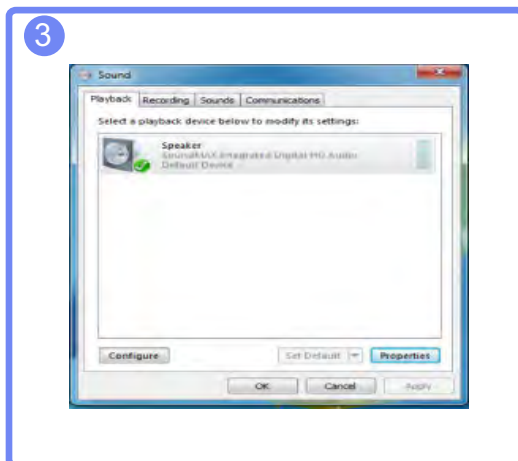 3
Sound
Playback Recording Sounds Communications
Select a playback device below to modify its settings:
Speaker
SoundMAX Integrated Digital HD Audio
Default Device
Configure Set Default Properties
OK Cancel Apply